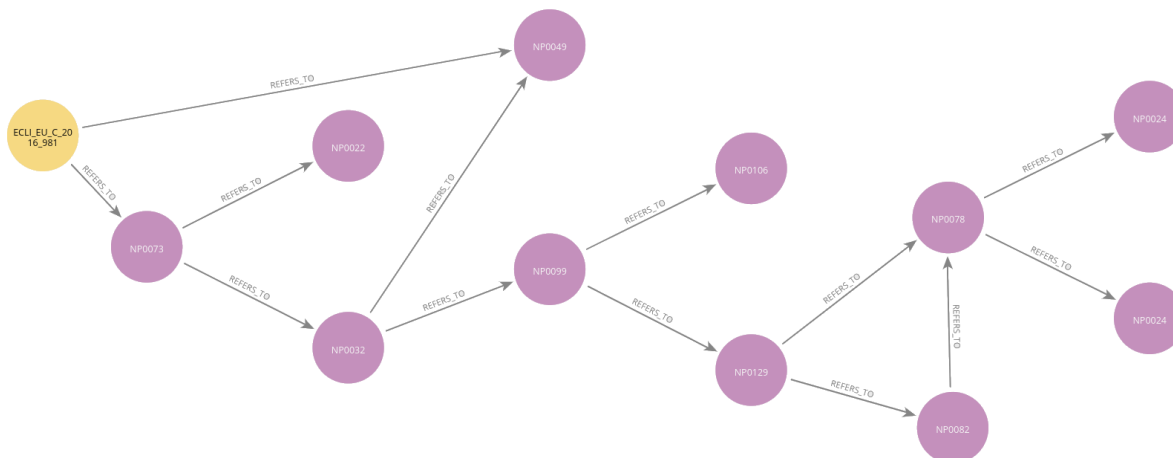 NP0049
REFERS_TO
ECLI_EU_C_20
16_981
NP0022
REFERS_TO
REFERS_TO
REFERS_TO
NP0073
REFERS_TO
NP0032
REFERS_TO
NP0099
REFERS_TO
NP0106
REFERS_TO
NP0129
REFERS_TO
REFERS_TO
NP0078
REFERS_TO
NP0082
REFERS_TO
NP0024
REFERS_TO
NP0024